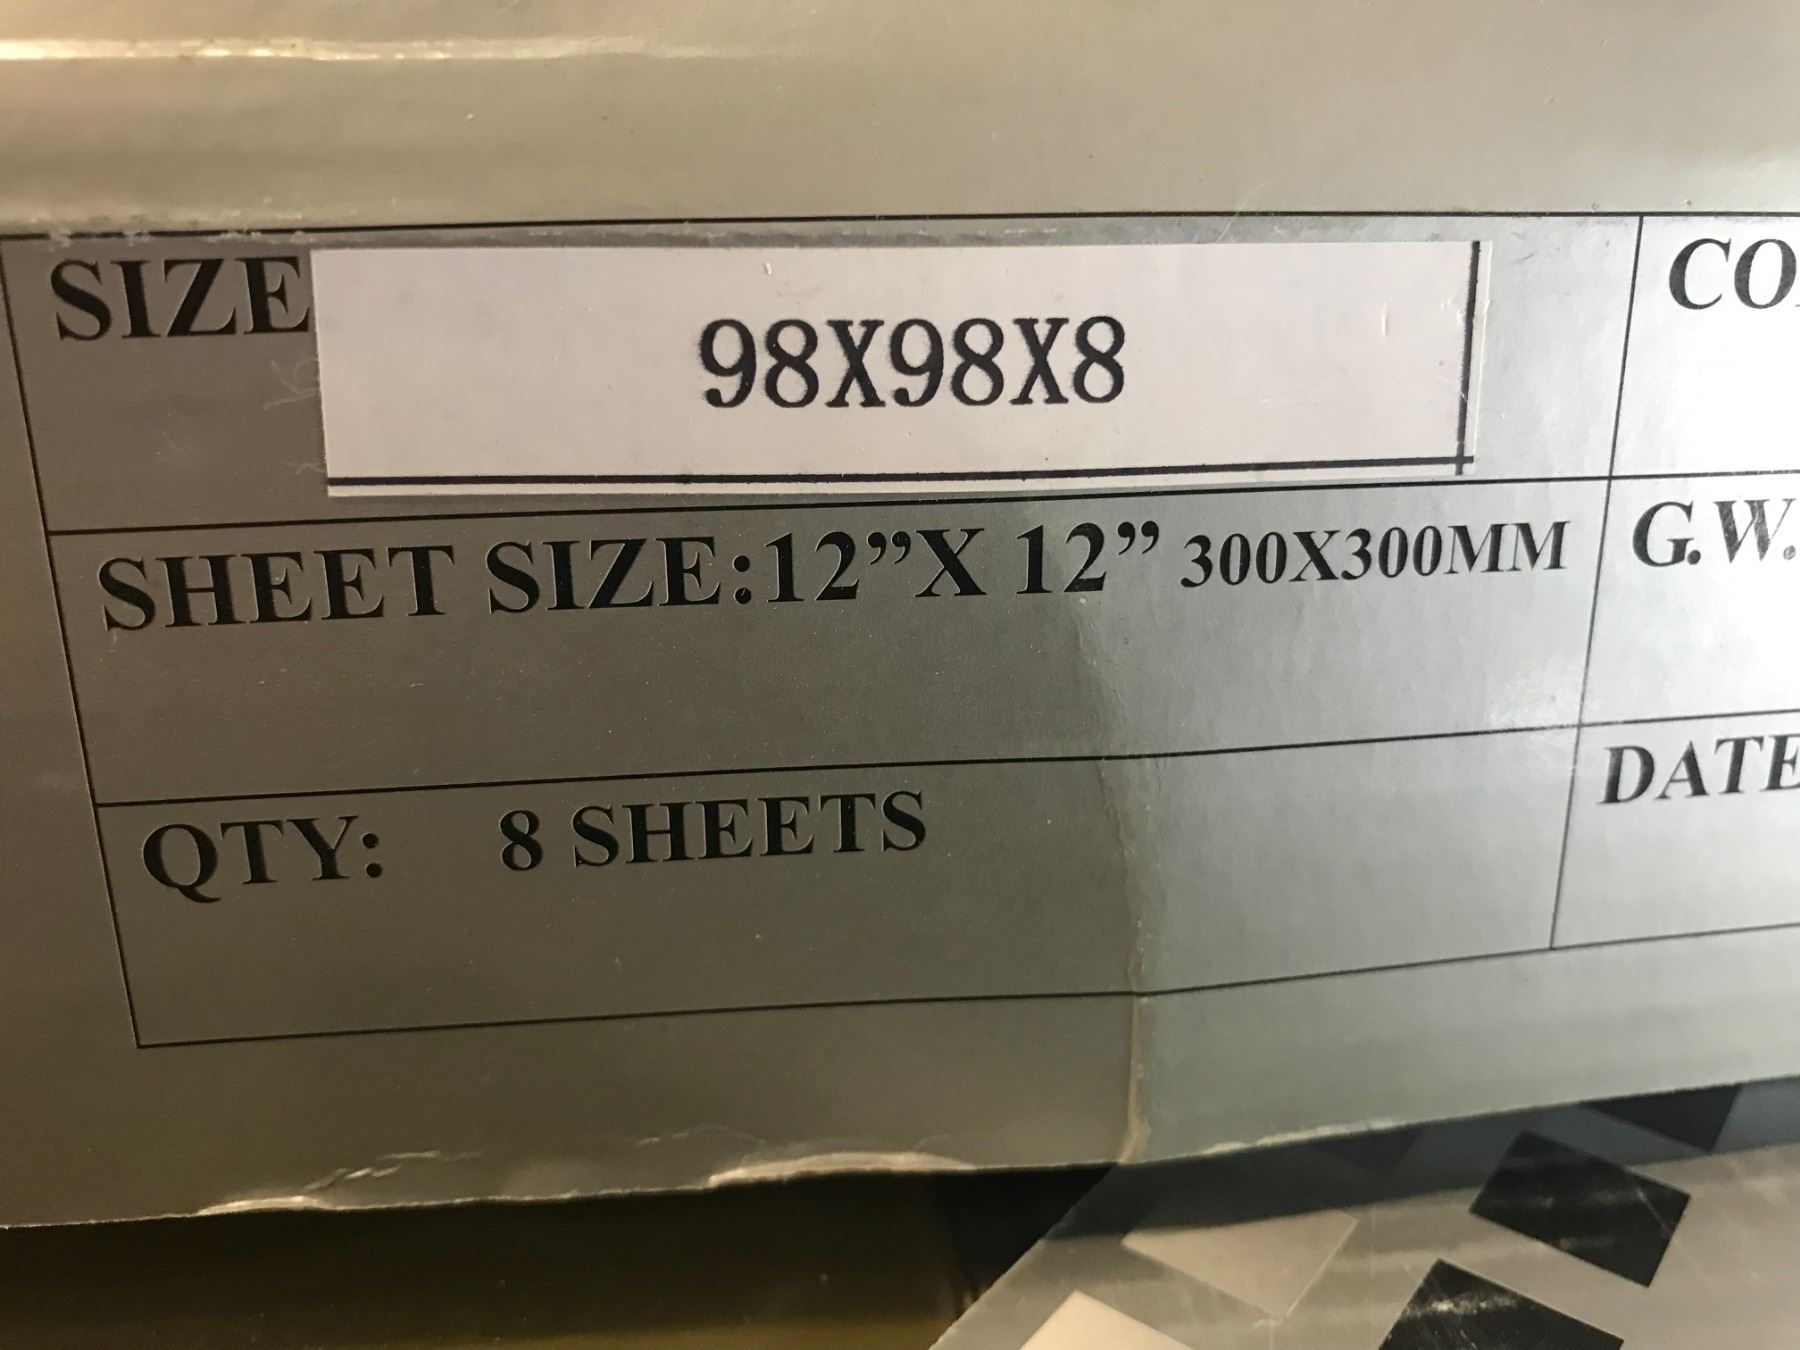 SIZE 98X98X8
SHEET SIZE:12”X 12” 300X300MM
G.W.
QTY: 8 SHEETS
DATE